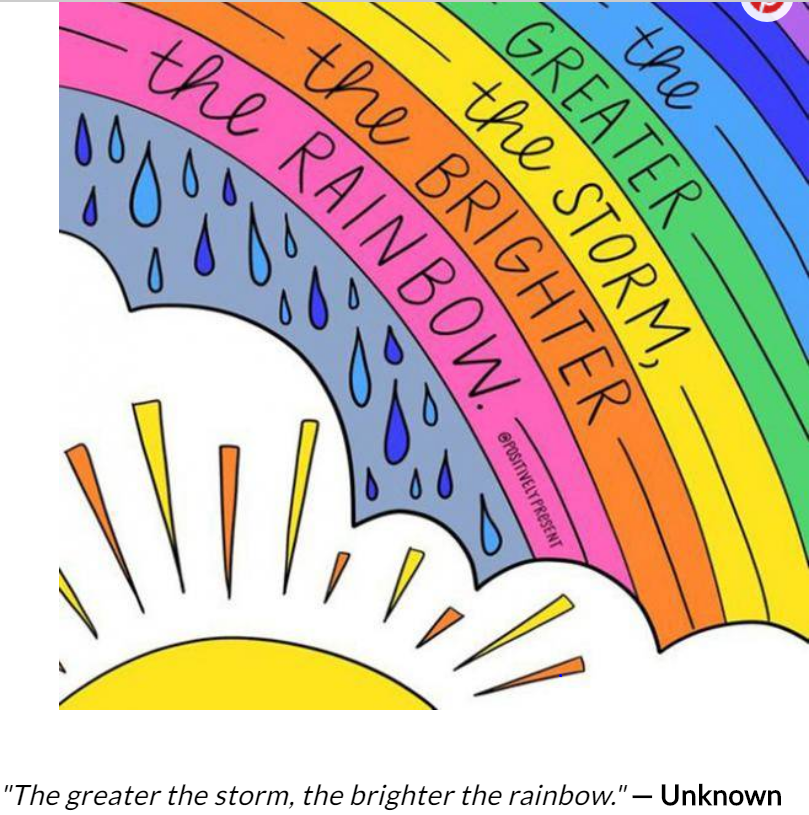 the
GREATER
the STORM,
the BRIGHTER
the RAINBOW.
@POSITIVELYPRESENT
"The greater the storm, the brighter the rainbow." — Unknown